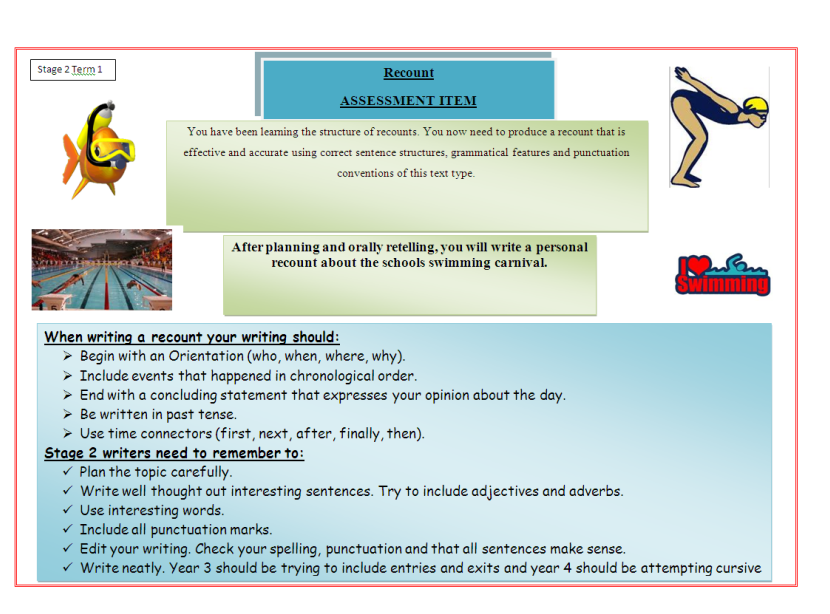 Stage 2 Term 1
Recount
ASSESSMENT ITEM
You have been learning the structure of recounts. You now need to produce a recount that is
effective and accurate using correct sentence structures, grammatical features and punctuation
conventions of this text type.
After planning and orally retelling, you will write a personal
recount about the schools swimming carnival.
I
Swimming
When writing a recount your writing should:
➢ Begin with an Orientation (who, when, where, why).
➢ Include events that happened in chronological order.
➢ End with a concluding statement that expresses your opinion about the day.
➢ Be written in past tense.
➢ Use time connectors (first, next, after, finally, then).
Stage 2 writers need to remember to:
✓ Plan the topic carefully.
✓ Write well thought out interesting sentences. Try to include adjectives and adverbs.
✓ Use interesting words.
✓ Include all punctuation marks.
✓ Edit your writing. Check your spelling, punctuation and that all sentences make sense.
✓ Write neatly. Year 3 should be trying to include entries and exits and year 4 should be attempting cursive